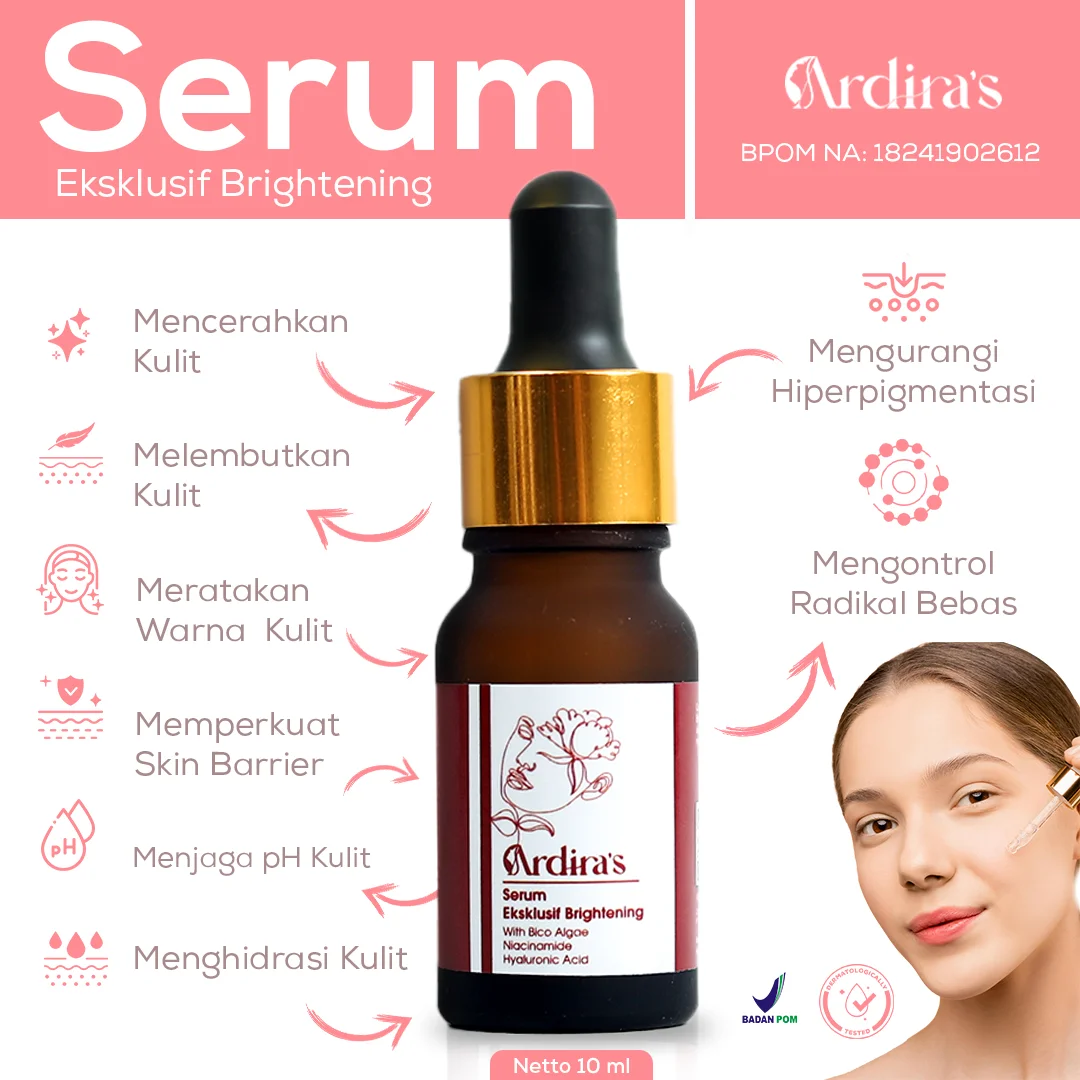 Serum
Eksklusif Brightening
Ardira's
BPOM NA: 18241902612
Mencerahkan
Kulit
Melembutkan
Kulit
Meratakan
Warna Kulit
Memperkuat
Skin Barrier
Menjaga pH Kulit
pH
Menghidrasi Kulit
Mengurangi
Hiperpigmentasi
Mengontrol
Radikal Bebas
Ardira's
Serum
Eksklusif Brightening
With Bico Algae
Niacinamide
Hyaluronic Acid
BADAN POM
DERMATOLOGICALLY
TESTED
Netto 10 ml